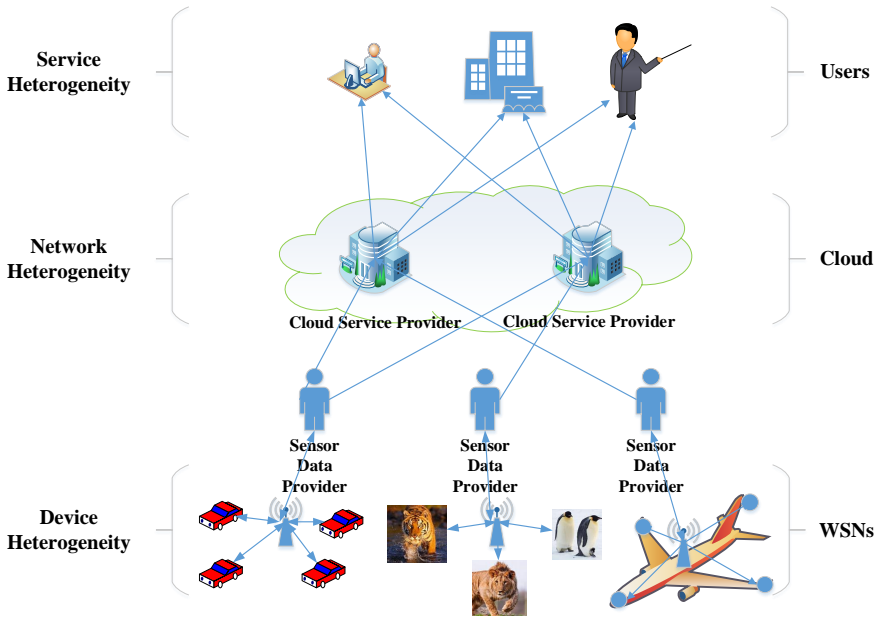 Service
Heterogeneity
Users
Network
Heterogeneity
Cloud
Cloud Service Provider
Cloud Service Provider
Sensor
Data
Provider
Sensor
Data
Provider
Sensor
Data
Provider
Device
Heterogeneity
WSNs